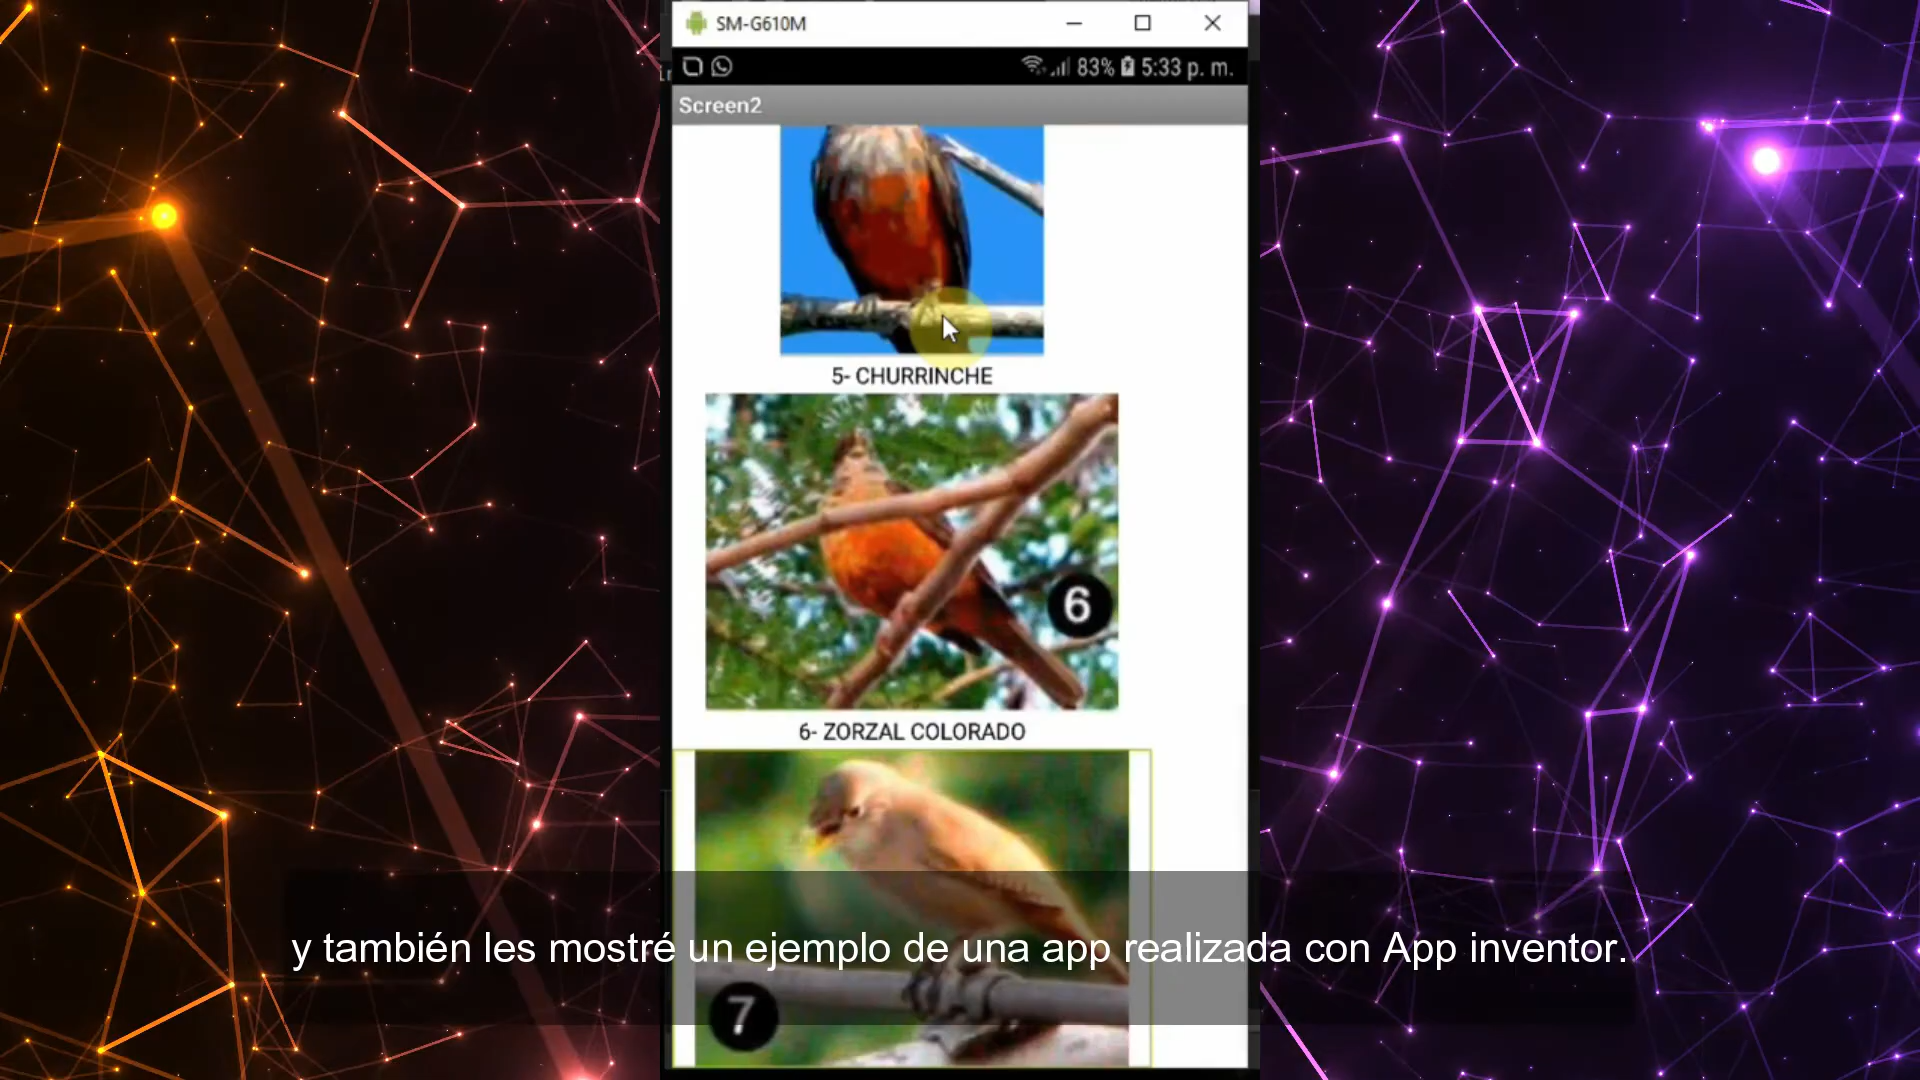 SM-G610M
83% 5:33 p. m.
Screen2
5- CHURRINCHE
6
6- ZORZAL COLORADO
y también les mostré un ejemplo de una app realizada con App inventor.
7